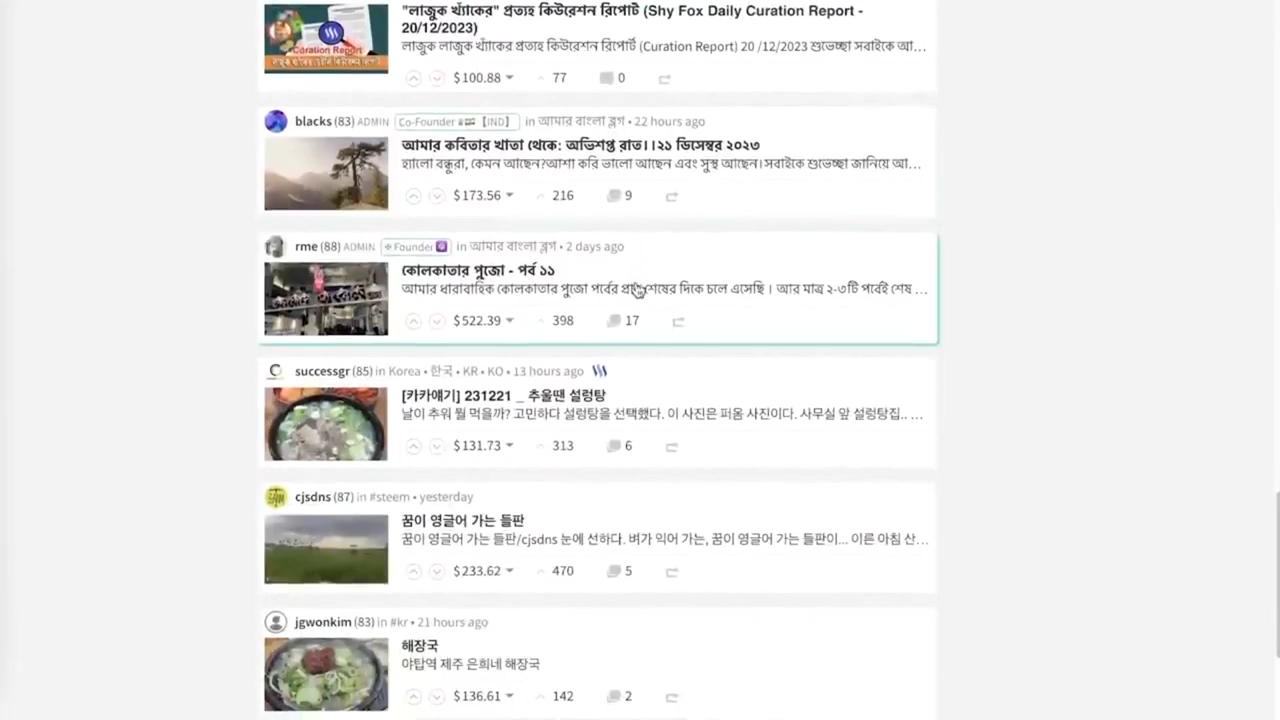 "লাজুক খ্যাঁকের" প্রত্যহ কিউরেশন রিপোর্ট (Shy Fox Daily Curation Report -
20/12/2023)
লাজুক লাজুক খ্যাঁকের প্রত্যহ কিউরেশন রিপোর্ট (Curation Report) 20 /12/2023 শুভেচ্ছা সবাইকে আ...
Curation Report
$100.88 77 0
blacks (83) ADMIN Co-Founder 【IND】 in আমার বাংলা ব্লগ • 22 hours ago
আমার কবিতার খাতা থেকে: অভিশপ্ত রাত।।২১ ডিসেম্বর ২০২৩
হ্যালো বন্ধুরা, কেমন আছেন?আশা করি ভালো আছেন এবং সুস্থ আছেন।সবাইকে শুভেচ্ছা জানিয়ে আ...
$173.56 216 9
rme (88) ADMIN Founder in আমার বাংলা ব্লগ • 2 days ago
কোলকাতার পুজো - পর্ব ১১
আমার ধারাবাহিক কোলকাতার পুজো পর্বের শেষের দিকে চলে এসেছি । আর মাত্র ২-৩টি পর্বেই শেষ ...
$522.39 398 17
successgr (85) in Korea • 한국 • KR • KO • 13 hours ago
[카카얘기] 231221 _ 추울땐 설렁탕
날이 추워 뭘 먹을까? 고민하다 설렁탕을 선택했다. 이 사진은 퍼옴 사진이다. 사무실 앞 설렁탕집.. ...
$131.73 313 6
cjsdns (87) in #steem • yesterday
꿈이 영글어 가는 들판
꿈이 영글어 가는 들판/cjsdns 눈에 선하다. 벼가 익어 가는, 꿈이 영글어 가는 들판이... 이른 아침 산...
$233.62 470 5
jgwonkim (83) in #kr • 21 hours ago
해장국
야탑역 제주 은희네 해장국
$136.61 142 2